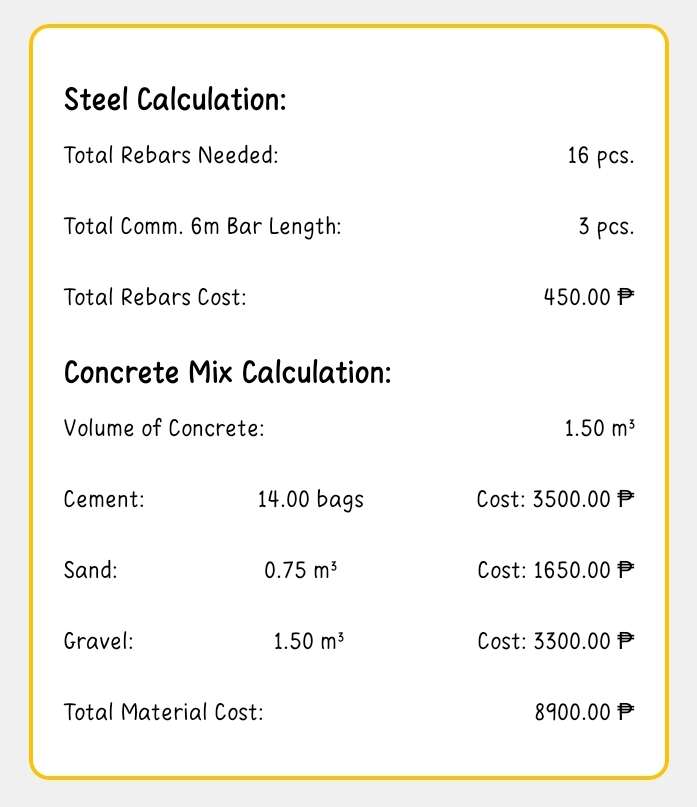 Steel Calculation:
Total Rebars Needed: 16 pcs.
Total Comm. 6m Bar Length: 3 pcs.
Total Rebars Cost: 450.00 ₱
Concrete Mix Calculation:
Volume of Concrete: 1.50 m³
Cement: 14.00 bags Cost: 3500.00 ₱
Sand: 0.75 m³ Cost: 1650.00 ₱
Gravel: 1.50 m³ Cost: 3300.00 ₱
Total Material Cost: 8900.00 ₱